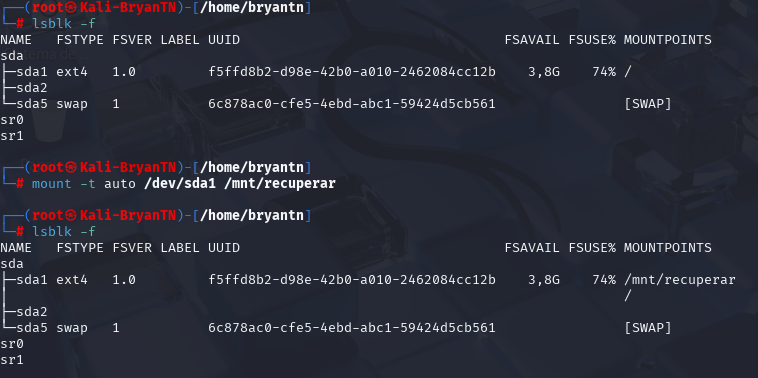 ┌──(root㉿Kali-BryanTN)-[/home/bryantn]
└─# lsblk -f
NAME   FSTYPE FSVER LABEL UUID                                 FSAVAIL FSUSE% MOUNTPOINTS
sda
├─sda1 ext4   1.0         f5ffd8b2-d98e-42b0-a010-2462084cc12b    3,8G    74% /
├─sda2
└─sda5 swap   1           6c878ac0-cfe5-4ebd-abc1-59424d5cb561                [SWAP]
sr0
sr1
┌──(root㉿Kali-BryanTN)-[/home/bryantn]
└─# mount -t auto /dev/sda1 /mnt/recuperar
┌──(root㉿Kali-BryanTN)-[/home/bryantn]
└─# lsblk -f
NAME   FSTYPE FSVER LABEL UUID                                 FSAVAIL FSUSE% MOUNTPOINTS
sda
├─sda1 ext4   1.0         f5ffd8b2-d98e-42b0-a010-2462084cc12b    3,8G    74% /mnt/recuperar
│                                                                             /
├─sda2
└─sda5 swap   1           6c878ac0-cfe5-4ebd-abc1-59424d5cb561                [SWAP]
sr0
sr1